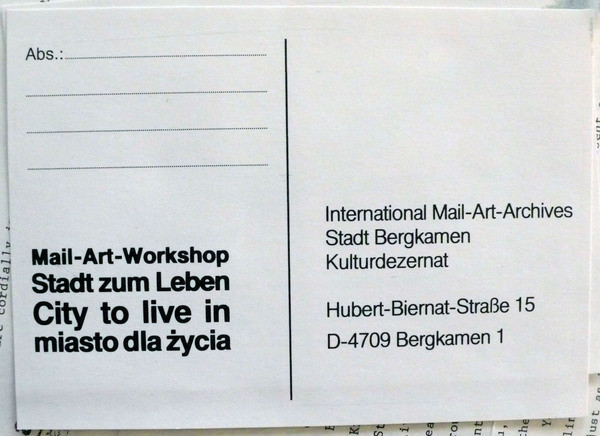 Abs.:
Mail-Art-Workshop
Stadt zum Leben
City to live in
miasto dla życia
International Mail-Art-Archives
Stadt Bergkamen
Kulturdezernat
Hubert-Biernat-Straße 15
D-4709 Bergkamen 1